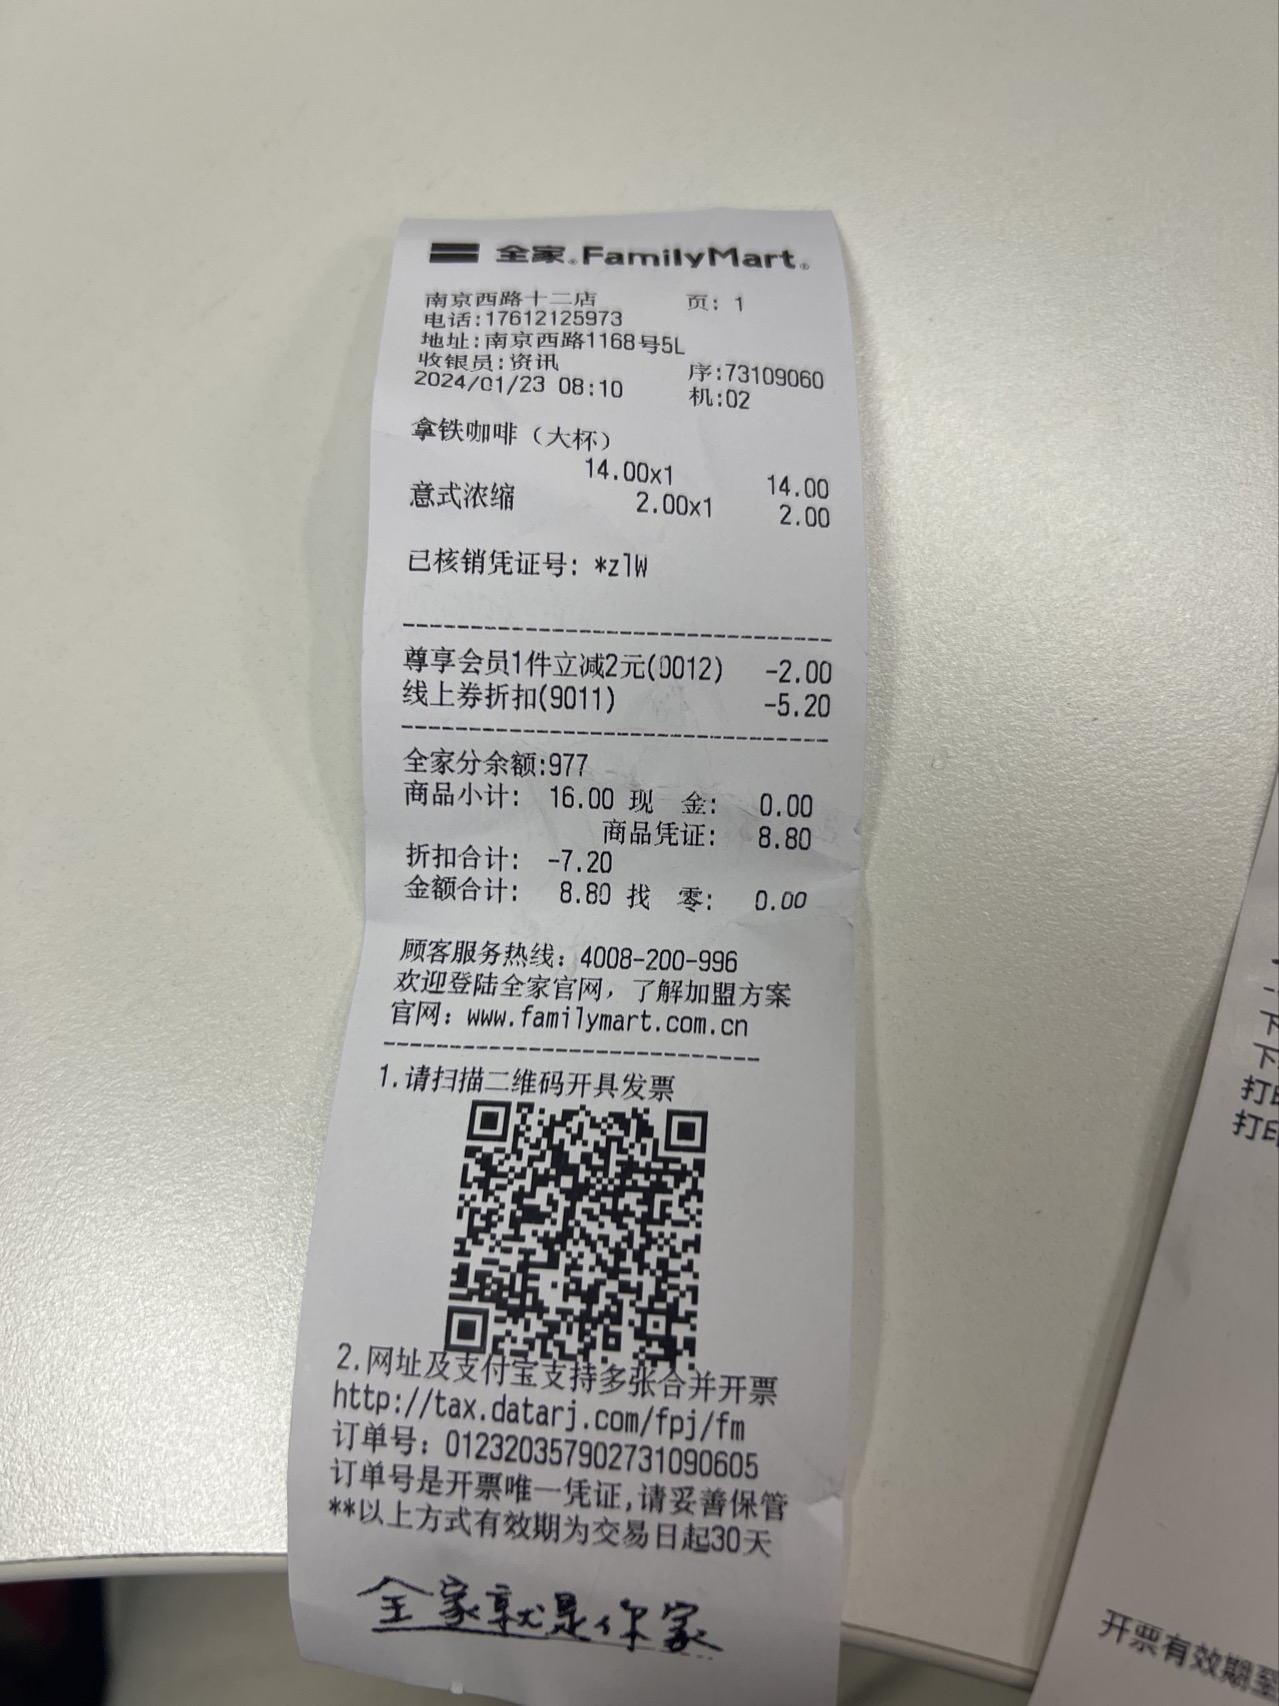 全家®FamilyMart®
南京西路十二店 页: 1
电话:17612125973
地址:南京西路1168号5L
收银员:资讯 序:73109060
2024/01/23 08:10 机:02
拿铁咖啡（大杯）
14.00x1 14.00
意式浓缩 2.00x1 2.00
已核销凭证号: *z1W
尊享会员1件立减2元(0012) -2.00
线上券折扣(9011) -5.20
全家分余额:977
商品小计: 16.00 现 金: 0.00
商品凭证: 8.80
折扣合计: -7.20
金额合计: 8.80 找 零: 0.00
顾客服务热线: 4008-200-996
欢迎登陆全家官网，了解加盟方案
官网: www.familymart.com.cn
1.请扫描二维码开具发票
2.网址及支付宝支持多张合并开票
http://tax.datarj.com/fpj/fm
订单号: 012320357902731090605
订单号是开票唯一凭证,请妥善保管
**以上方式有效期为交易日起30天
全家就是你家
下
下
打印
打印
开票有效期至